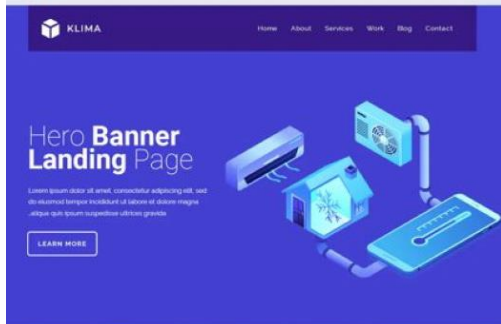 KLIMA
Home About Services Work Blog Contact
Hero Banner
Landing Page
Lorem ipsum dolor sit amet, consectetur adipiscing elit, sed
do eiusmod tempor incididunt ut labore et dolore magna
aliqua quis ipsum suspendisse ultrices gravida.
LEARN MORE